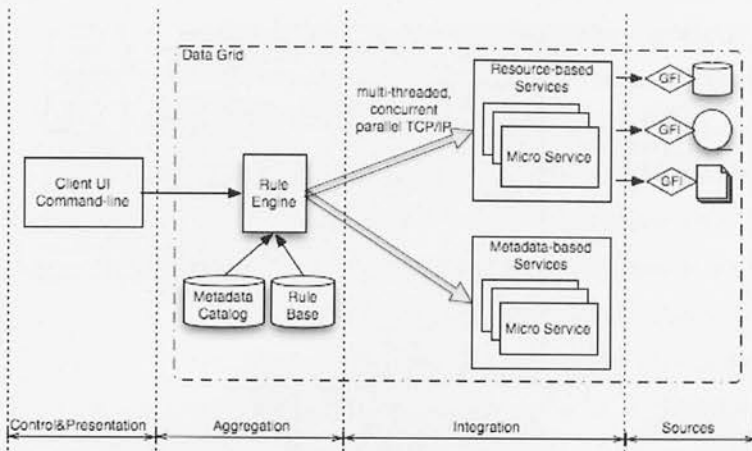 Data Grid
multi-threaded,
concurrent
parallel TCP/IP
Resource-based
Services
Micro Service
GFI
GFI
GFI
Client UI
Command-line
Rule
Engine
Metadata
Catalog
Rule
Base
Metadata-based
Services
Micro Service
Control&Presentation
Aggregation
Integration
Sources